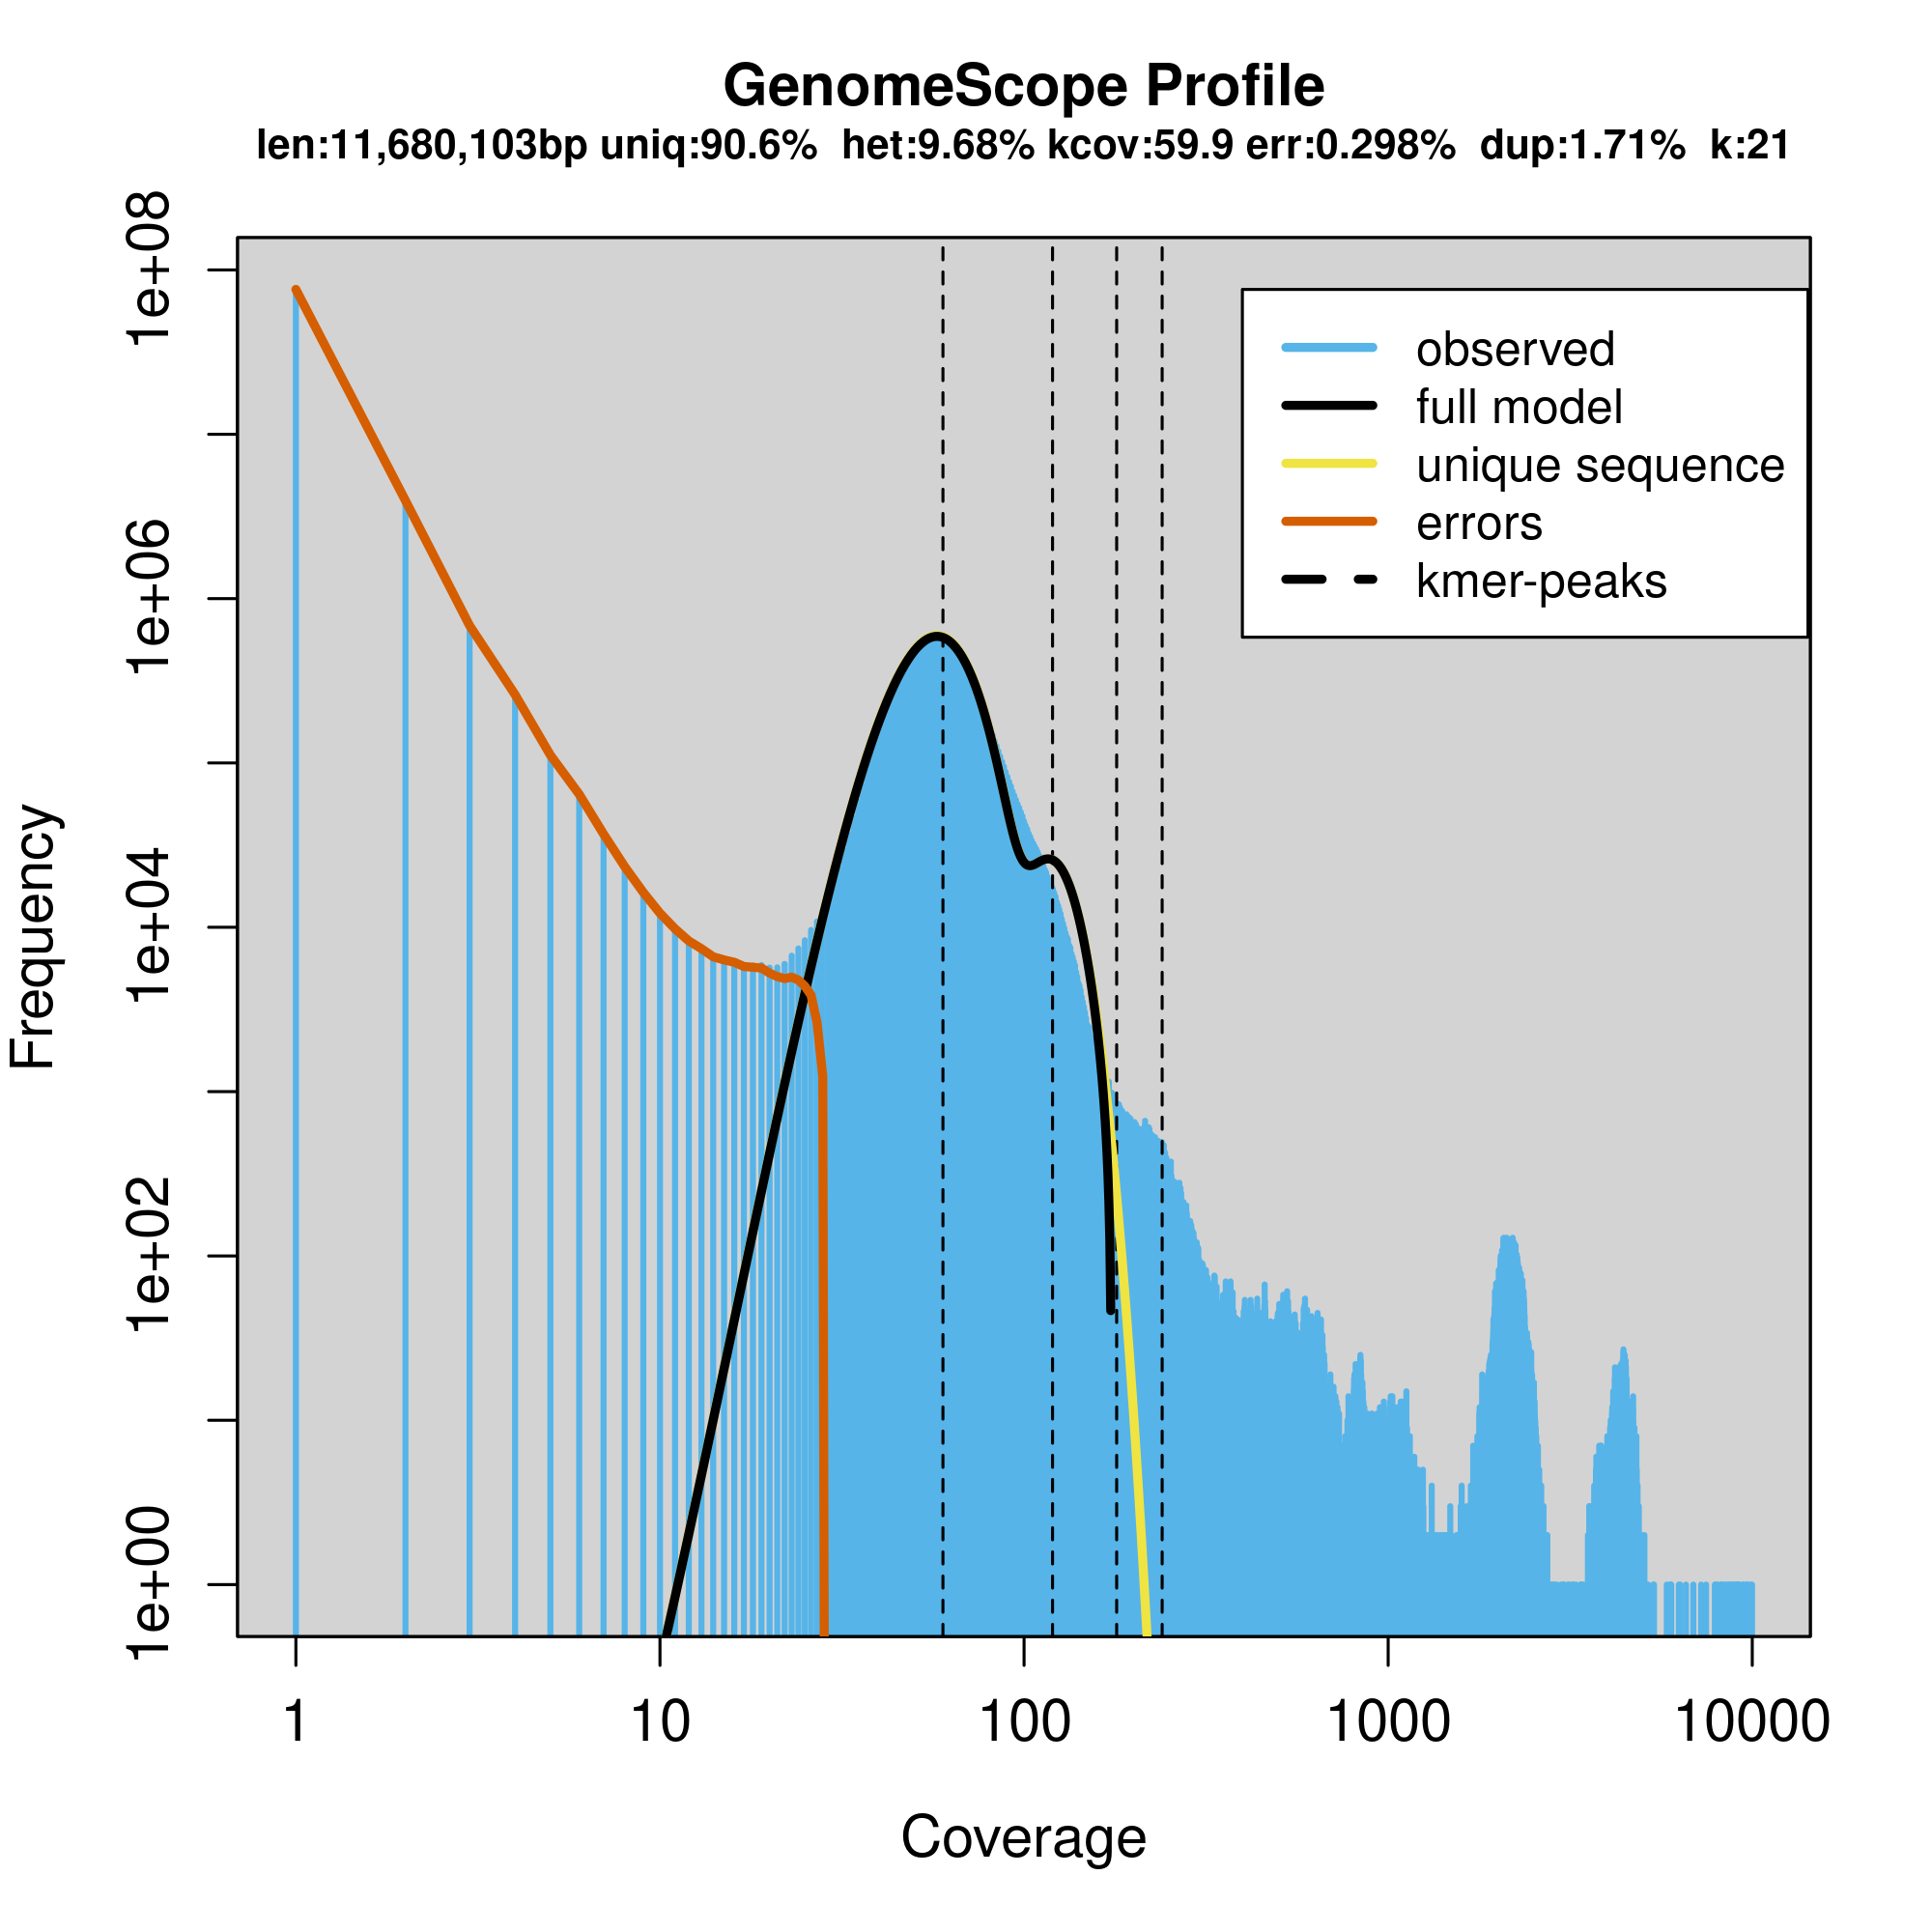 GenomeScope Profile
len:11,680,103bp uniq:90.6% het:9.68% kcov:59.9 err:0.298% dup:1.71% k:21
1e+08
1e+06
1e+04
1e+02
1e+00
Frequency
observed
full model
unique sequence
errors
kmer-peaks
1 10 100 1000 10000
Coverage